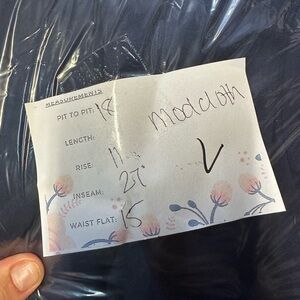 MEASUREMENTS
PIT TO PIT: 18
modcloth
LENGTH:
RISE: 11
INSEAM: 27
WAIST FLAT: 15